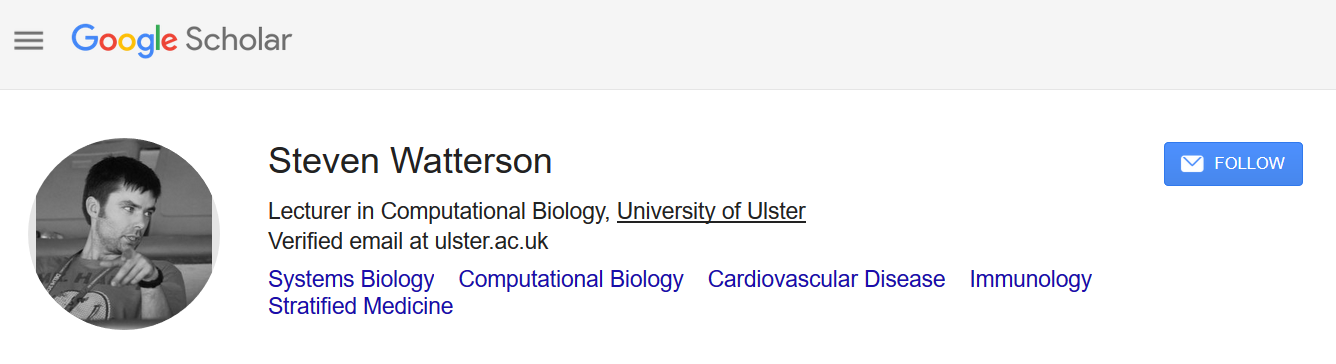 Google Scholar
Steven Watterson
FOLLOW
Lecturer in Computational Biology, University of Ulster
Verified email at ulster.ac.uk
Systems Biology Computational Biology Cardiovascular Disease Immunology
Stratified Medicine